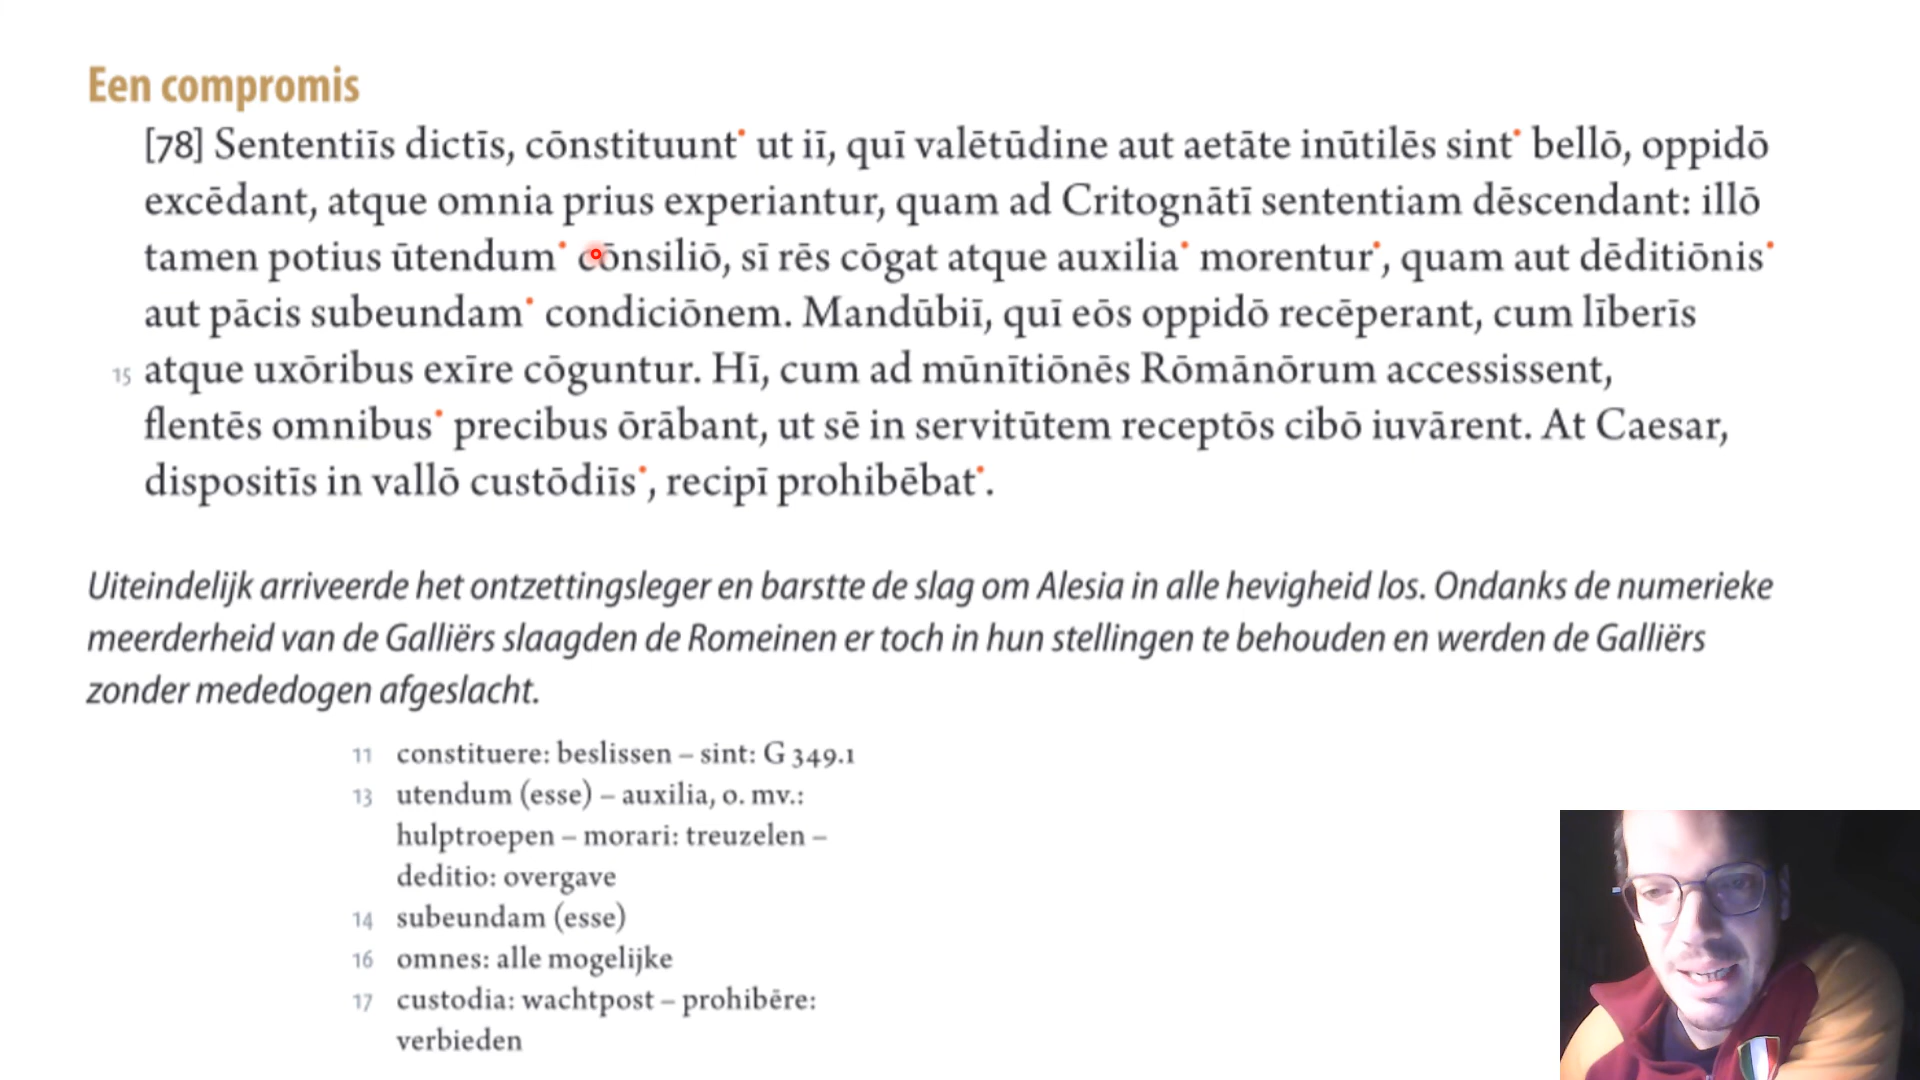 Een compromis
[78] Sententiīs dictīs, cōnstituunt• ut iī, quī valētūdine aut aetāte inūtilēs sint• bellō, oppidō
excēdant, atque omnia prius experiantur, quam ad Critognātī sententiam dēscendant: illō
tamen potius ūtendum• cōnsiliō, sī rēs cōgat atque auxilia• morentur•, quam aut dēditiōnis•
aut pācis subeundam• condiciōnem. Mandūbiī, quī eōs oppidō recēperant, cum līberīs
15 atque uxōribus exīre cōguntur. Hī, cum ad mūnītiōnēs Rōmānōrum accessissent,
flentēs omnibus• precibus ōrābant, ut sē in servitūtem receptōs cibō iuvārent. At Caesar,
dispositīs in vallō custōdiīs•, recipī prohibēbat•.
Uiteindelijk arriveerde het ontzettingsleger en barstte de slag om Alesia in alle hevigheid los. Ondanks de numerieke
meerderheid van de Galliërs slaagden de Romeinen er toch in hun stellingen te behouden en werden de Galliërs
zonder mededogen afgeslacht.
11 constituere: beslissen – sint: G 349.1
13 utendum (esse) – auxilia, o. mv.:
hulptroepen – morari: treuzelen –
deditio: overgave
14 subeundam (esse)
16 omnes: alle mogelijke
17 custodia: wachtpost – prohibēre:
verbieden